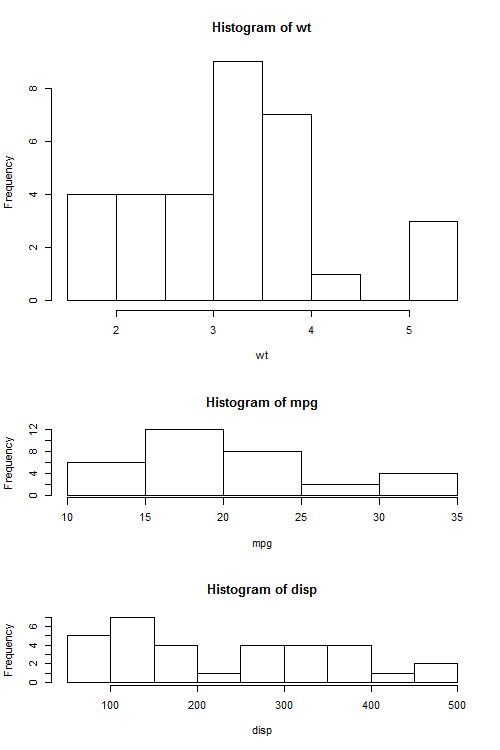 Histogram of wt
Frequency
0 2 4 6 8
2 3 4 5
wt
Histogram of mpg
Frequency
0 4 8 12
10 15 20 25 30 35
mpg
Histogram of disp
Frequency
0 2 4 6
100 200 300 400 500
disp